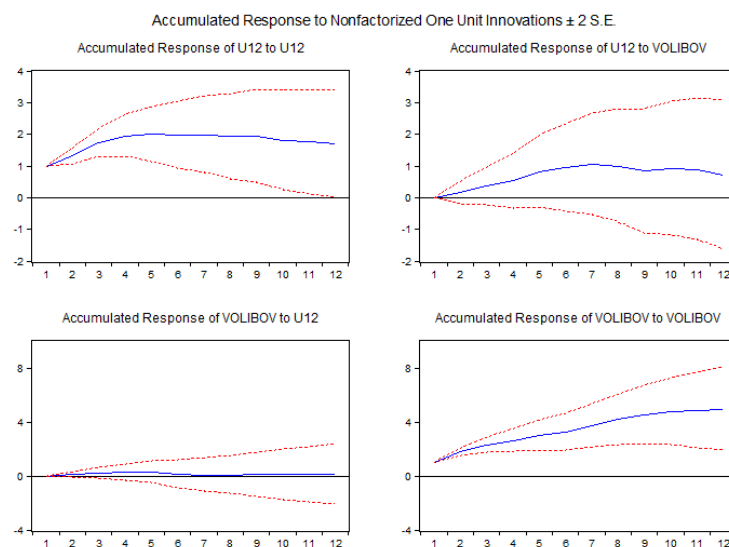 Accumulated Response to Nonfactorized One Unit Innovations ± 2 S.E.
Accumulated Response of U12 to U12
4
3
2
1
0
-1
-2
1 2 3 4 5 6 7 8 9 10 11 12
Accumulated Response of U12 to VOLIBOV
4
3
2
1
0
-1
-2
1 2 3 4 5 6 7 8 9 10 11 12
Accumulated Response of VOLIBOV to U12
8
4
0
-4
1 2 3 4 5 6 7 8 9 10 11 12
Accumulated Response of VOLIBOV to VOLIBOV
8
4
0
-4
1 2 3 4 5 6 7 8 9 10 11 12